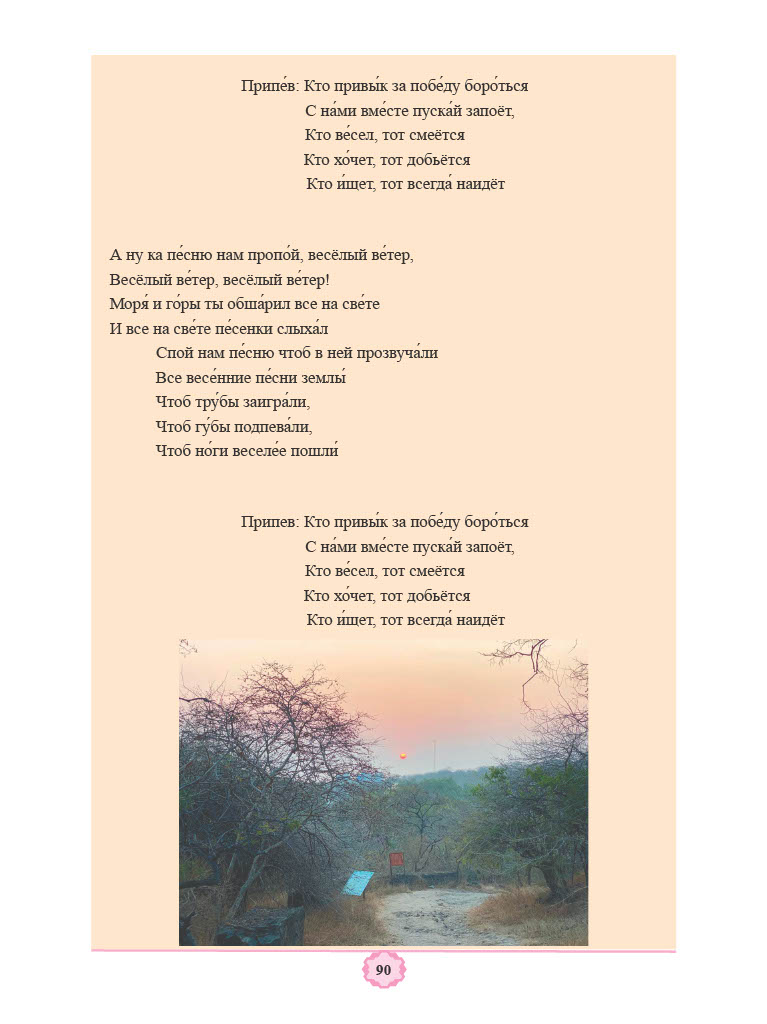 Припе́в: Кто привы́к за побе́ду боро́ться
С на́ми вме́сте пуска́й запоёт,
Кто ве́сел, тот смеётся
Кто хо́чет, тот добьётся
Кто и́щет, тот всегда́ наидёт
А ну ка пе́сню нам пропо́й, весёлый ве́тер,
Весёлый ве́тер, весёлый ве́тер!
Моря́ и го́ры ты обша́рил все на све́те
И все на све́те пе́сенки слыха́л
Спой нам пе́сню чтоб в ней прозвуча́ли
Все весе́нние пе́сни землы́
Чтоб тру́бы заигра́ли,
Чтоб гу́бы подпева́ли,
Чтоб но́ги веселе́е пошли́
Припев: Кто привы́к за побе́ду боро́ться
С на́ми вме́сте пуска́й запоёт,
Кто ве́сел, тот смеётся
Кто хо́чет, тот добьётся
Кто и́щет, тот всегда́ наидёт
90